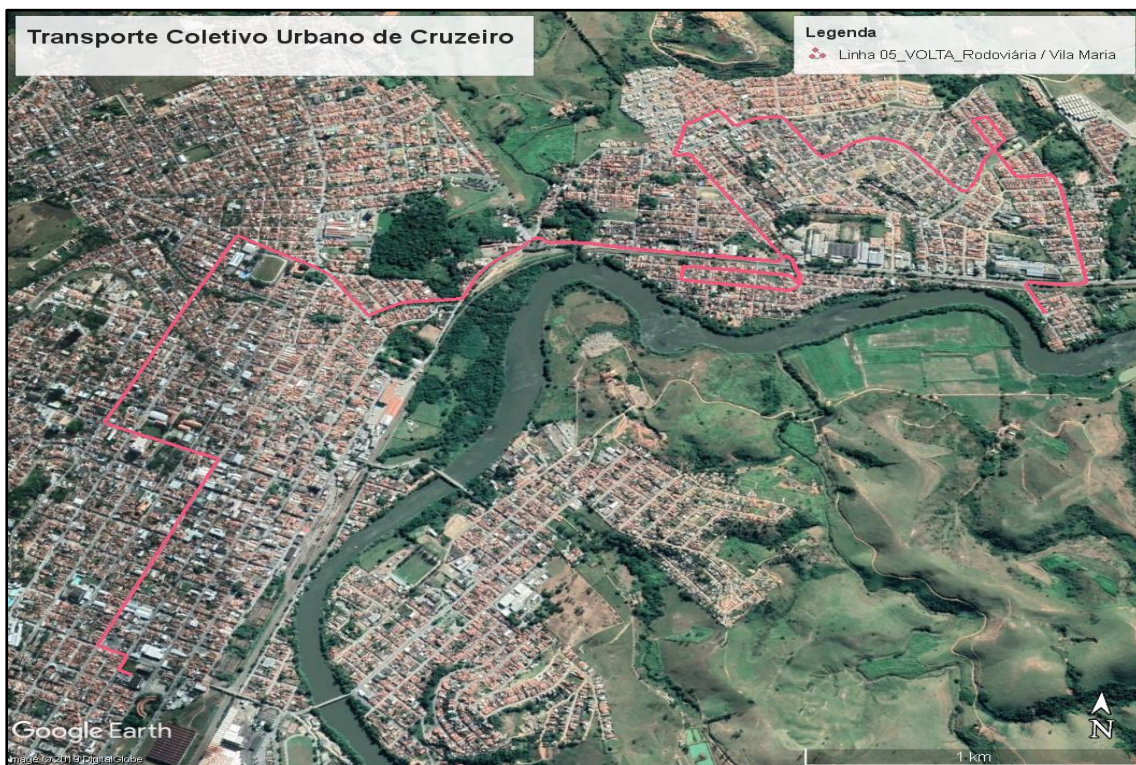 Transporte Coletivo Urbano de Cruzeiro
Legenda
Linha 05_VOLTA_Rodoviária / Vila Maria
N
Google Earth
Image © 2019 DigitalGlobe
1 km